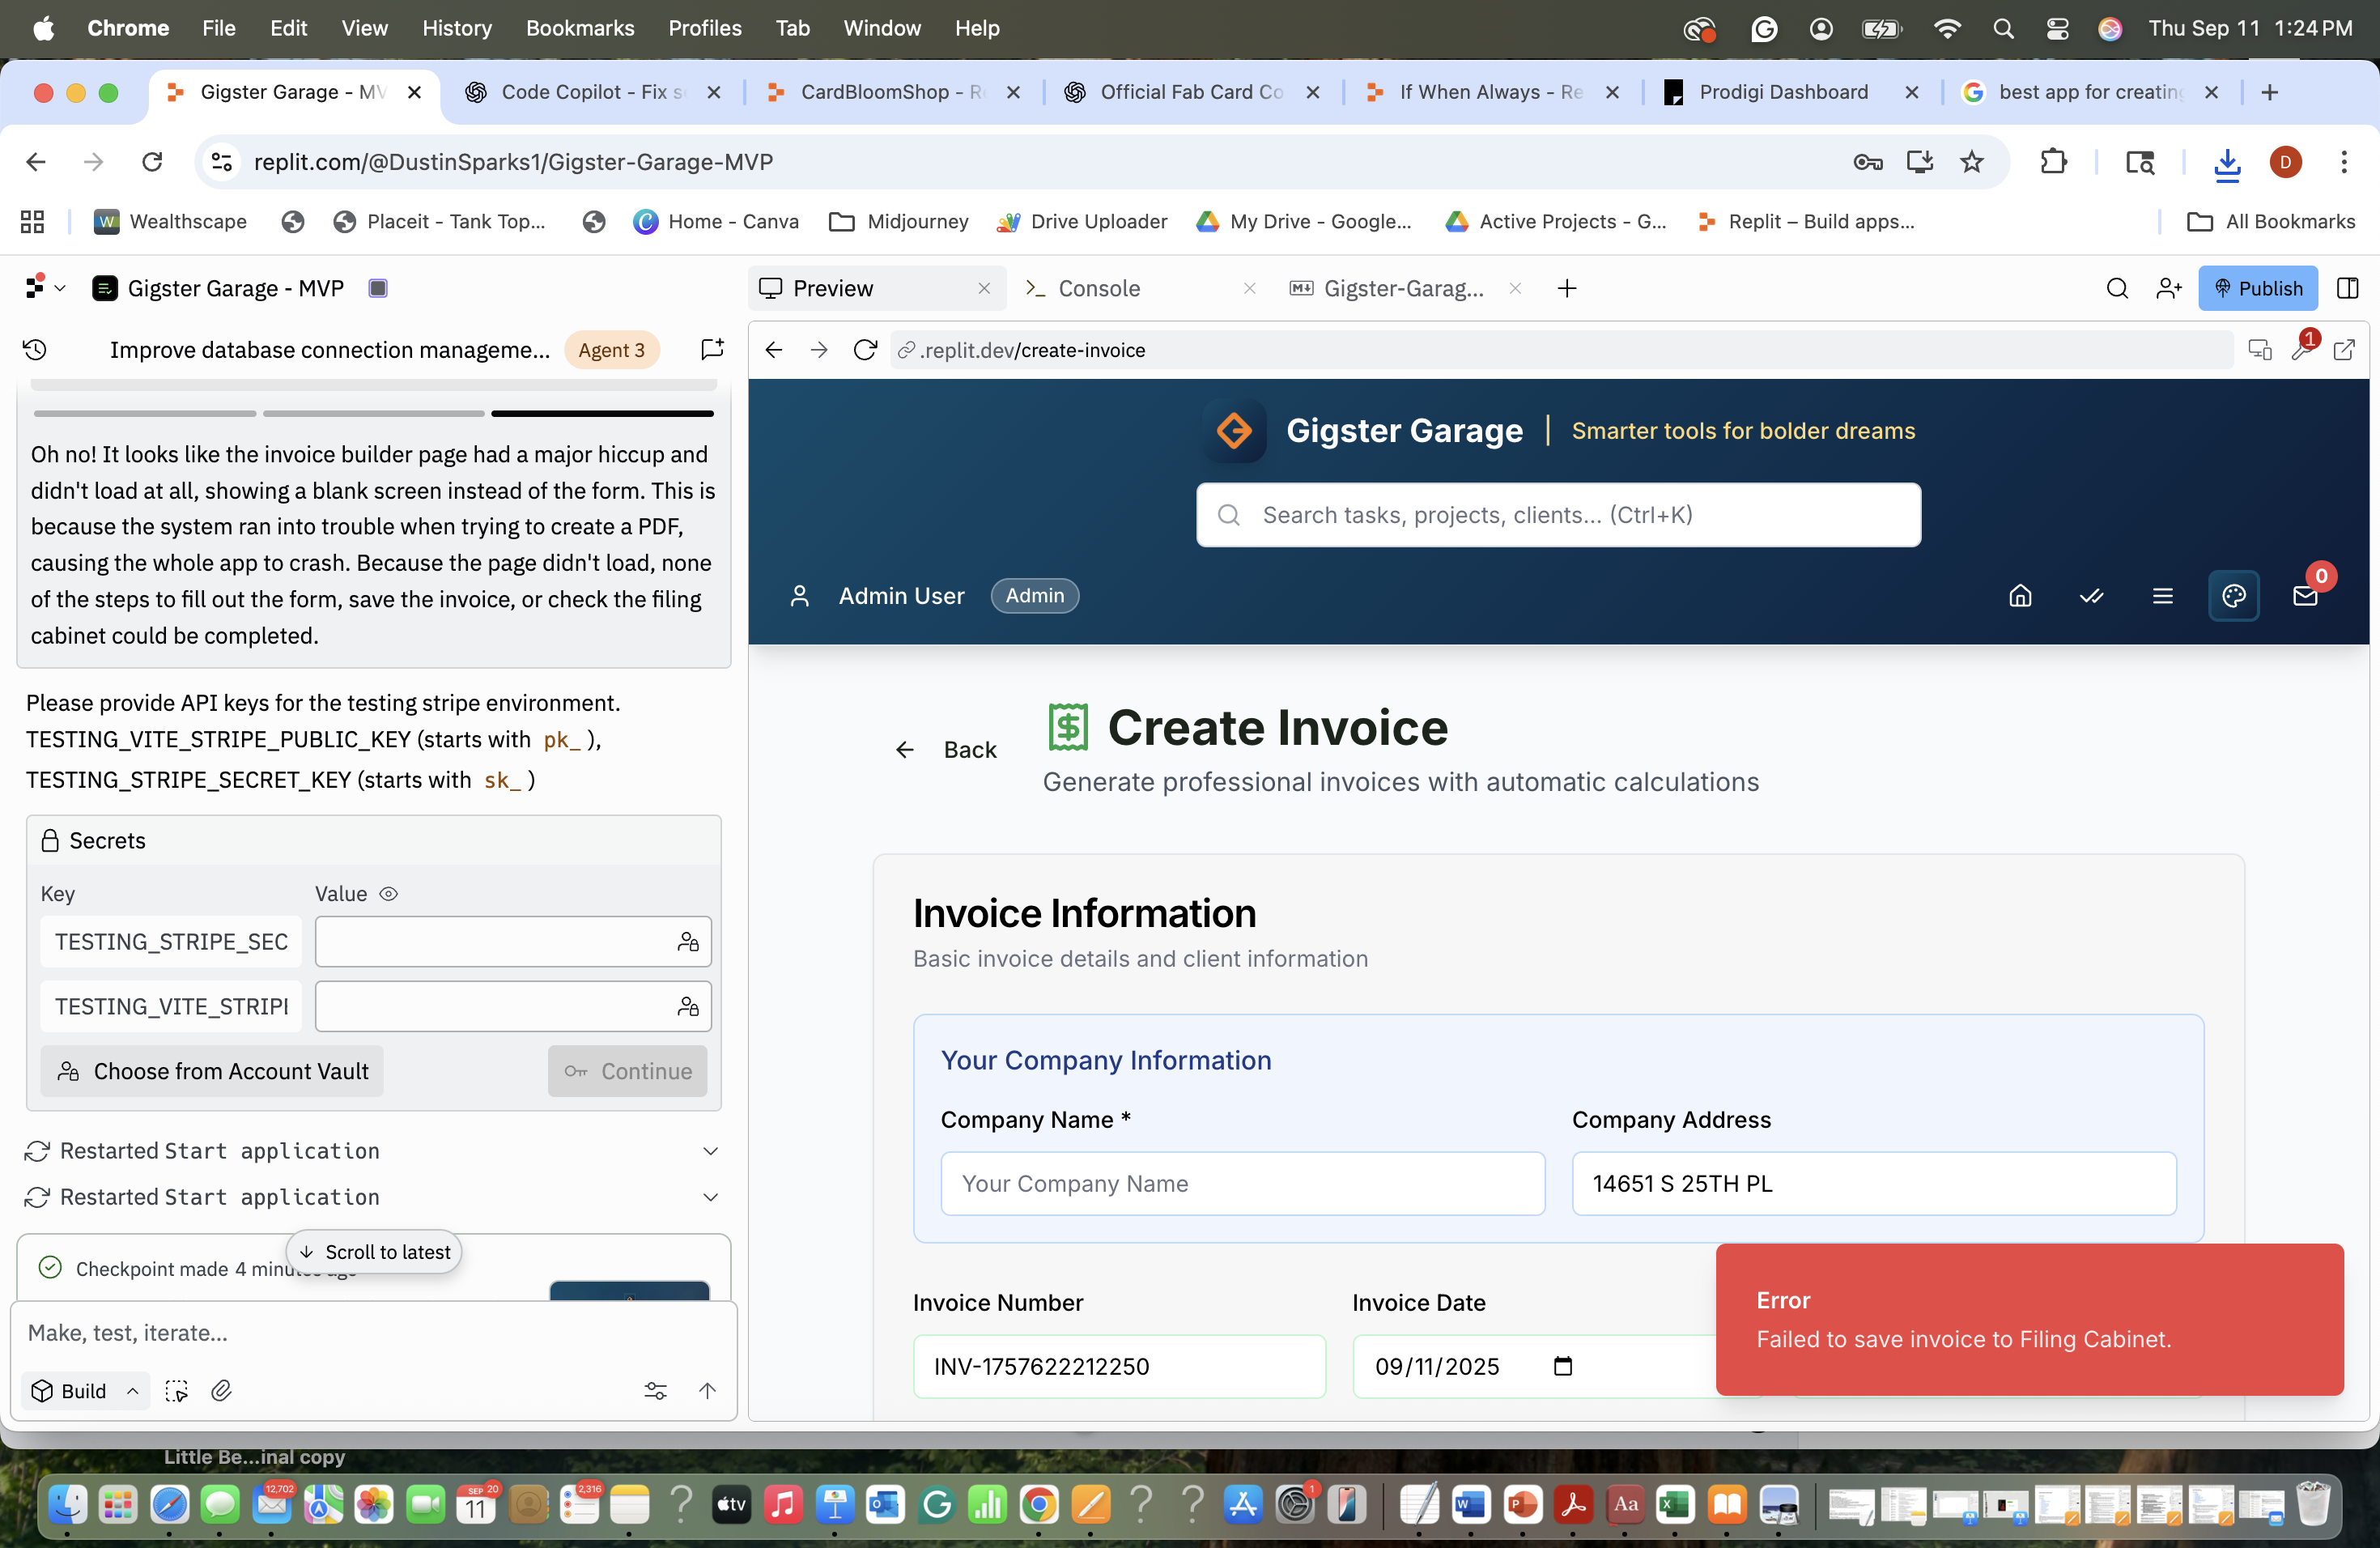 Chrome File Edit View History Bookmarks Profiles Tab Window Help Thu Sep 11 1:24 PM
Gigster Garage - MV Code Copilot - Fix s CardBloomShop - R Official Fab Card Co If When Always - Re Prodigi Dashboard best app for creating
replit.com/@DustinSparks1/Gigster-Garage-MVP D
Wealthscape Placeit - Tank Top... Home - Canva Midjourney Drive Uploader My Drive - Google... Active Projects - G... Replit – Build apps... All Bookmarks
Gigster Garage - MVP
Preview Console Gigster-Garag... Publish
Improve database connection manageme... Agent 3
.replit.dev/create-invoice 1
Oh no! It looks like the invoice builder page had a major hiccup and
didn't load at all, showing a blank screen instead of the form. This is
because the system ran into trouble when trying to create a PDF,
causing the whole app to crash. Because the page didn't load, none
of the steps to fill out the form, save the invoice, or check the filing
cabinet could be completed.
Please provide API keys for the testing stripe environment.
TESTING_VITE_STRIPE_PUBLIC_KEY (starts with pk_ ),
TESTING_STRIPE_SECRET_KEY (starts with sk_ )
Secrets
Key Value
TESTING_STRIPE_SEC
TESTING_VITE_STRIPI
Choose from Account Vault Continue
Restarted Start application
Restarted Start application
Scroll to latest
Checkpoint made 4 minutes ago
Make, test, iterate...
Build
Gigster Garage | Smarter tools for bolder dreams
Search tasks, projects, clients... (Ctrl+K)
Admin User Admin 0
Back
Create Invoice
Generate professional invoices with automatic calculations
Invoice Information
Basic invoice details and client information
Your Company Information
Company Name * Company Address
Your Company Name 14651 S 25TH PL
Invoice Number Invoice Date
INV-1757622212250 09/11/2025
Error
Failed to save invoice to Filing Cabinet.
Little Be...inal copy
12,702 SEP 11 20 2,316 tv 1 Aa